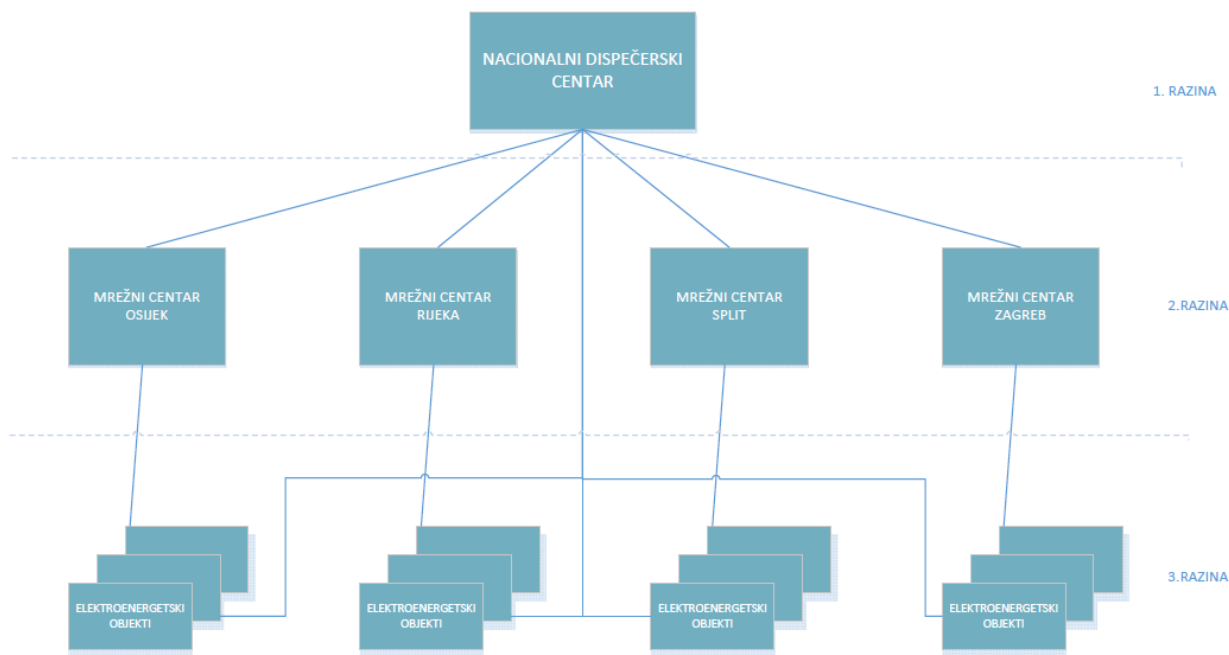 NACIONALNI DISPEČERSKI
CENTAR
1. RAZINA
MREŽNI CENTAR
OSIJEK
MREŽNI CENTAR
RIJEKA
MREŽNI CENTAR
SPLIT
MREŽNI CENTAR
ZAGREB
2.RAZINA
ELEKTROENERGETSKI
OBJEKTI
ELEKTROENERGETSKI
OBJEKTI
ELEKTROENERGETSKI
OBJEKTI
ELEKTROENERGETSKI
OBJEKTI
3.RAZINA